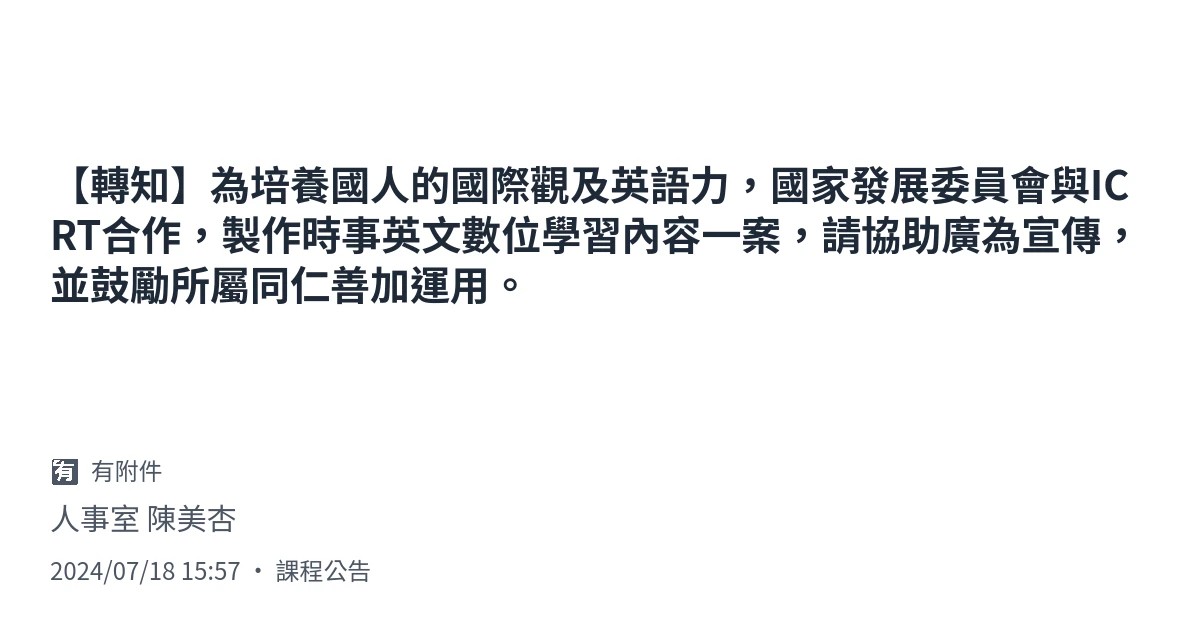 【轉知】為培養國人的國際觀及英語力，國家發展委員會與IC
RT合作，製作時事英文數位學習內容一案，請協助廣為宣傳，
並鼓勵所屬同仁善加運用。
有 有附件
人事室 陳美杏
2024/07/18 15:57 ・ 課程公告